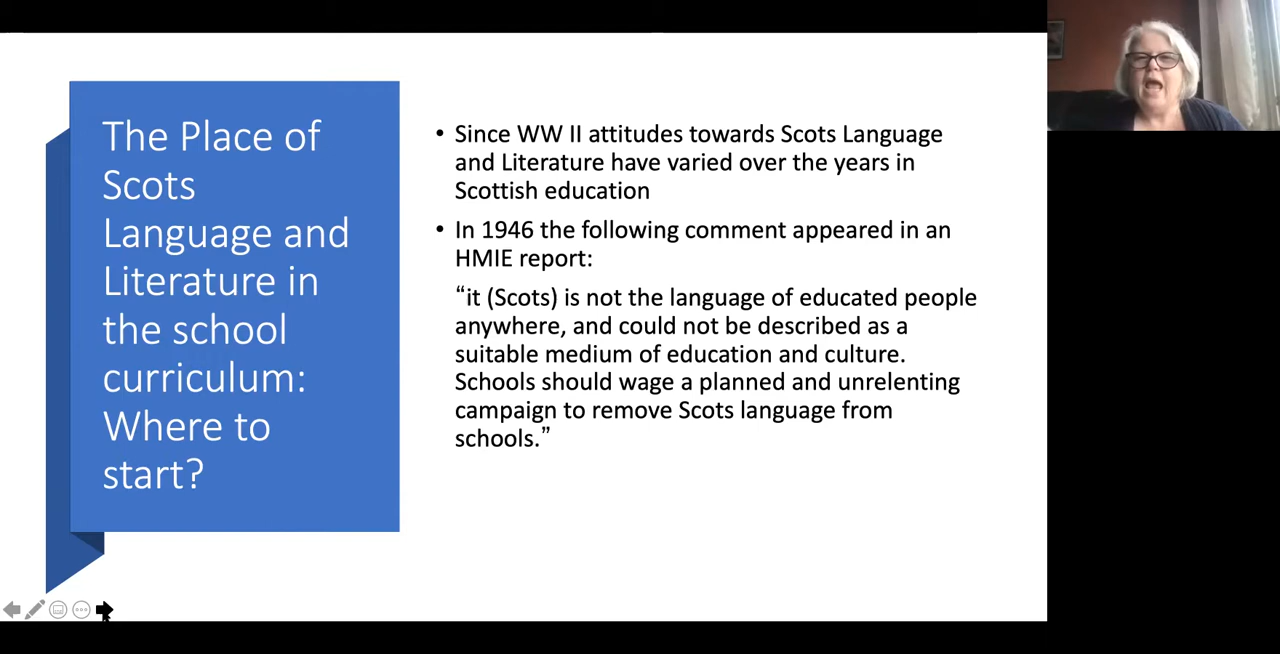 The Place of
Scots
Language and
Literature in
the school
curriculum:
Where to
start?
• Since WW II attitudes towards Scots Language
and Literature have varied over the years in
Scottish education
• In 1946 the following comment appeared in an
HMIE report:
“it (Scots) is not the language of educated people
anywhere, and could not be described as a
suitable medium of education and culture.
Schools should wage a planned and unrelenting
campaign to remove Scots language from
schools.”